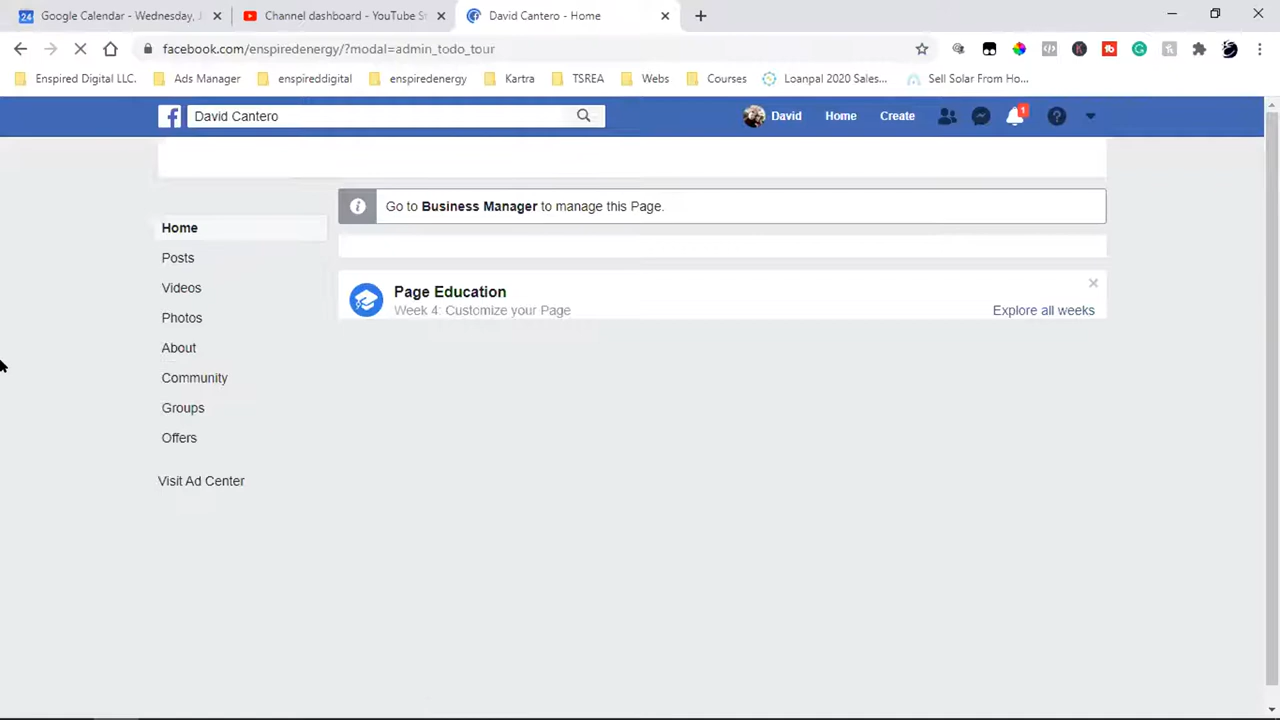 24 Google Calendar - Wednesday, J
Channel dashboard - YouTube St
David Cantero - Home
facebook.com/enspiredenergy/?modal=admin_todo_tour
Enspired Digital LLC. Ads Manager enspireddigital enspiredenergy Kartra TSREA Webs Courses Loanpal 2020 Sales... Sell Solar From Ho...
David Cantero
David Home Create 1
Go to Business Manager to manage this Page.
Home
Posts
Videos
Photos
About
Community
Groups
Offers
Visit Ad Center
Page Education
Week 4: Customize your Page
Explore all weeks